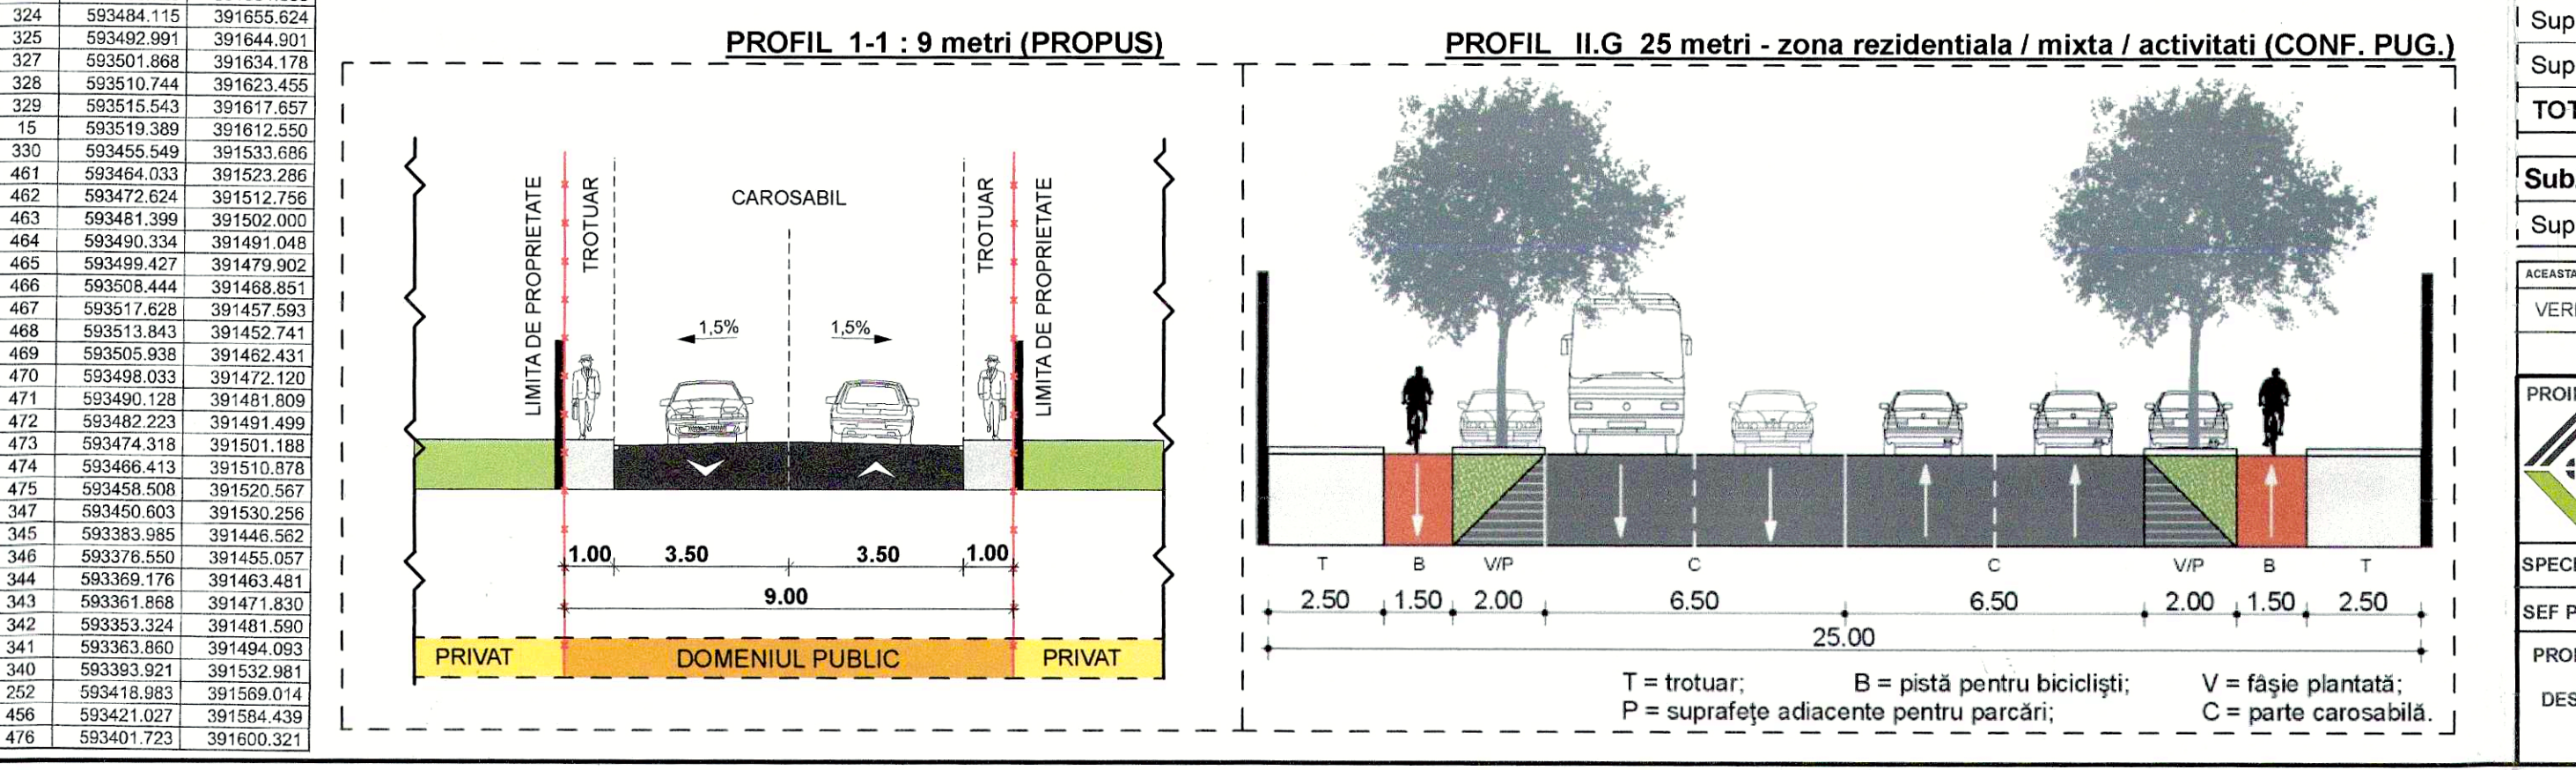 324 593484.115 391655.624
325 593492.991 391644.901
327 593501.868 391634.178
328 593510.744 391623.455
329 593515.543 391617.657
15 593519.389 391612.550
330 593455.549 391533.686
461 593464.033 391523.286
462 593472.624 391512.756
463 593481.399 391502.000
464 593490.334 391491.048
465 593499.427 391479.902
466 593508.444 391468.851
467 593517.628 391457.593
468 593513.843 391452.741
469 593505.938 391462.431
470 593498.033 391472.120
471 593490.128 391481.809
472 593482.223 391491.499
473 593474.318 391501.188
474 593466.413 391510.878
475 593458.508 391520.567
347 593450.603 391530.256
345 593383.985 391446.562
346 593376.550 391455.057
344 593369.176 391463.481
343 593361.868 391471.830
342 593353.324 391481.590
341 593363.860 391494.093
340 593393.921 391532.981
252 593418.983 391569.014
456 593421.027 391584.439
476 593401.723 391600.321
PROFIL 1-1 : 9 metri (PROPUS)
LIMITA DE PROPRIETATE
TROTUAR
CAROSABIL
TROTUAR
LIMITA DE PROPRIETATE
1,5% 1,5%
1.00 3.50 3.50 1.00
9.00
PRIVAT DOMENIUL PUBLIC PRIVAT
PROFIL II.G 25 metri - zona rezidentiala / mixta / activitati (CONF. PUG.)
T B V/P C C V/P B T
2.50 1.50 2.00 6.50 6.50 2.00 1.50 2.50
25.00
T = trotuar; B = pistă pentru biciclişti; V = fâşie plantată;
P = suprafeţe adiacente pentru parcări; C = parte carosabilă.
Sup
Sup
TOT
Sub
Sup
ACEASTA
VERI
PROI
SPECI
SEF P
PROI
DES